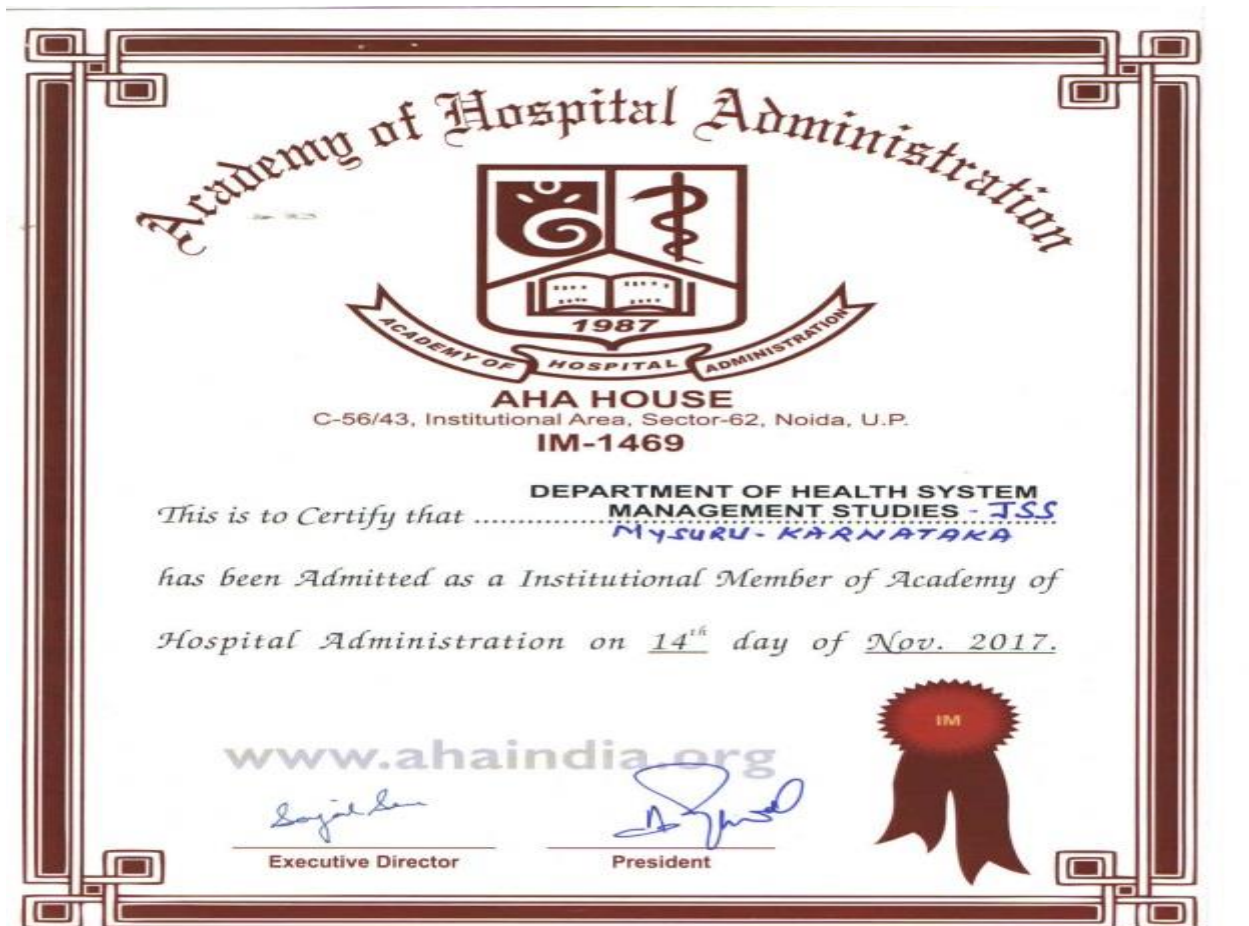 Academy of Hospital Administration
1987
ACADEMY OF HOSPITAL ADMINISTRATION
AHA HOUSE
C-56/43, Institutional Area, Sector-62, Noida, U.P.
IM-1469
DEPARTMENT OF HEALTH SYSTEM
This is to Certify that ............. MANAGEMENT STUDIES - JSS
MYSURU - KARNATAKA
has been Admitted as a Institutional Member of Academy of
Hospital Administration on 14th day of Nov. 2017.
IM
www.ahaindia.org
Executive Director President